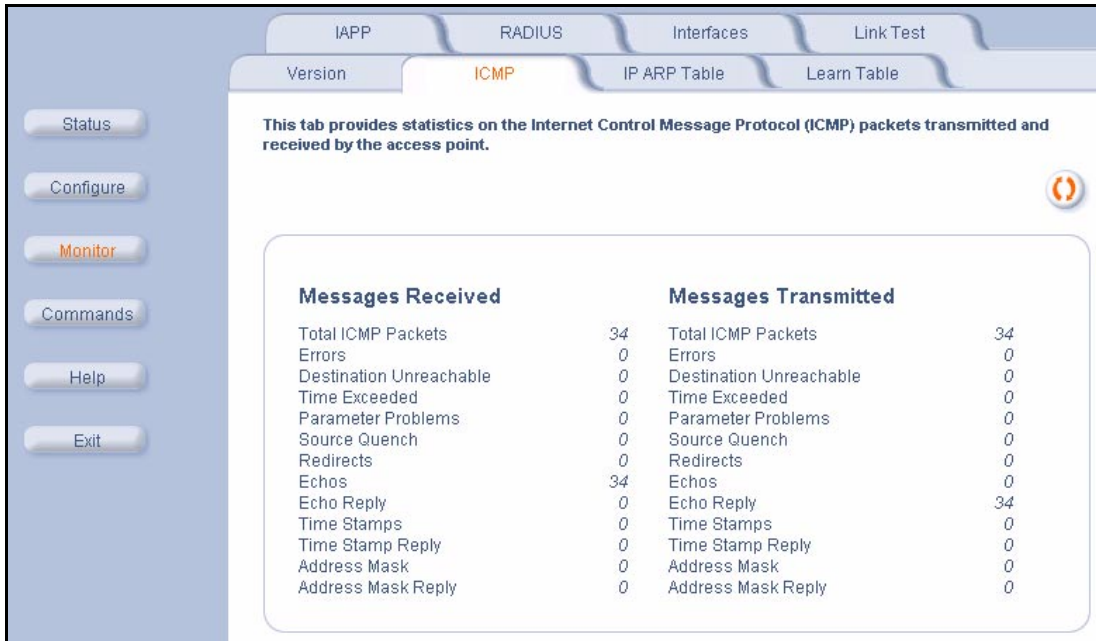 IAPP RADIUS Interfaces Link Test
Version ICMP IP ARP Table Learn Table
Status
Configure
Monitor
Commands
Help
Exit
This tab provides statistics on the Internet Control Message Protocol (ICMP) packets transmitted and
received by the access point.
Messages Received
Total ICMP Packets 34
Errors 0
Destination Unreachable 0
Time Exceeded 0
Parameter Problems 0
Source Quench 0
Redirects 0
Echos 34
Echo Reply 0
Time Stamps 0
Time Stamp Reply 0
Address Mask 0
Address Mask Reply 0
Messages Transmitted
Total ICMP Packets 34
Errors 0
Destination Unreachable 0
Time Exceeded 0
Parameter Problems 0
Source Quench 0
Redirects 0
Echos 0
Echo Reply 34
Time Stamps 0
Time Stamp Reply 0
Address Mask 0
Address Mask Reply 0